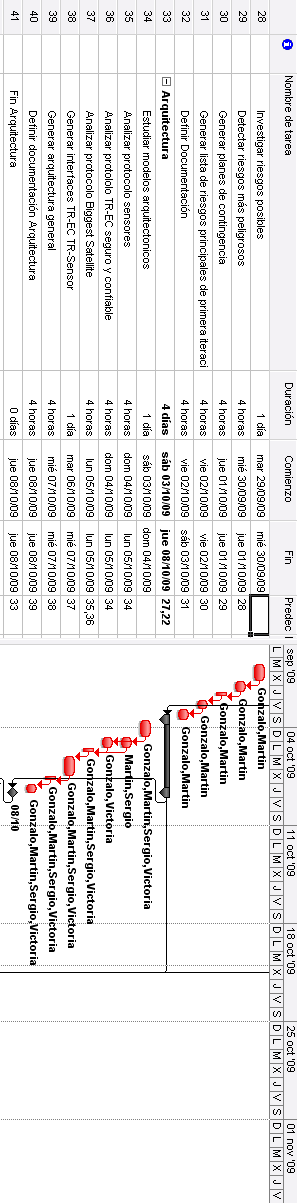 Nombre de tarea Duración Comienzo Fin Predec
28 Investigar riesgos posibles 1 día mar 29/09/09 mié 30/09/09
29 Detectar riesgos más peligrosos 4 horas mié 30/09/09 jue 01/10/09 28
30 Generar planes de contingencia 4 horas jue 01/10/09 jue 01/10/09 29
31 Generar lista de riesgos principales de primera iteraci 4 horas vie 02/10/09 vie 02/10/09 30
32 Definir Documentación 4 horas vie 02/10/09 sáb 03/10/09 31
33 Arquitectura 4 días sáb 03/10/09 jue 08/10/09 27,22
34 Estudiar modelos arquitectonicos 1 día sáb 03/10/09 dom 04/10/09
35 Analizar protocolo sensores 4 horas dom 04/10/09 lun 05/10/09 34
36 Analizar protololo TR-EC seguro y confiable 4 horas dom 04/10/09 lun 05/10/09 34
37 Analizar protocolo Biggest Satellite 4 horas lun 05/10/09 lun 05/10/09 35,36
38 Generar interfaces TR-Ec TR-Sensor 1 día mar 06/10/09 mié 07/10/09 37
39 Generar arquitectura general 4 horas mié 07/10/09 mié 07/10/09 38
40 Definir documentación Arquitectura 4 horas jue 08/10/09 jue 08/10/09 39
41 Fin Arquitectura 0 días jue 08/10/09 jue 08/10/09 33
sep '09 04 oct '09 11 oct '09 18 oct '09 25 oct '09 01 nov '09
L M X J V S D L M X J V S D L M X J V S D L M X J V S D L M X J V S D L M X J V
Gonzalo,Martin
Gonzalo,Martin
Gonzalo,Martin
Gonzalo,Martin
Gonzalo,Martin
Gonzalo,Martin,Sergio,Victoria
Martin,Sergio
Gonzalo,Victoria
Gonzalo,Martin,Sergio,Victoria
Gonzalo,Martin,Sergio,Victoria
Gonzalo,Martin,Sergio,Victoria
Gonzalo,Martin,Sergio,Victoria
08/10